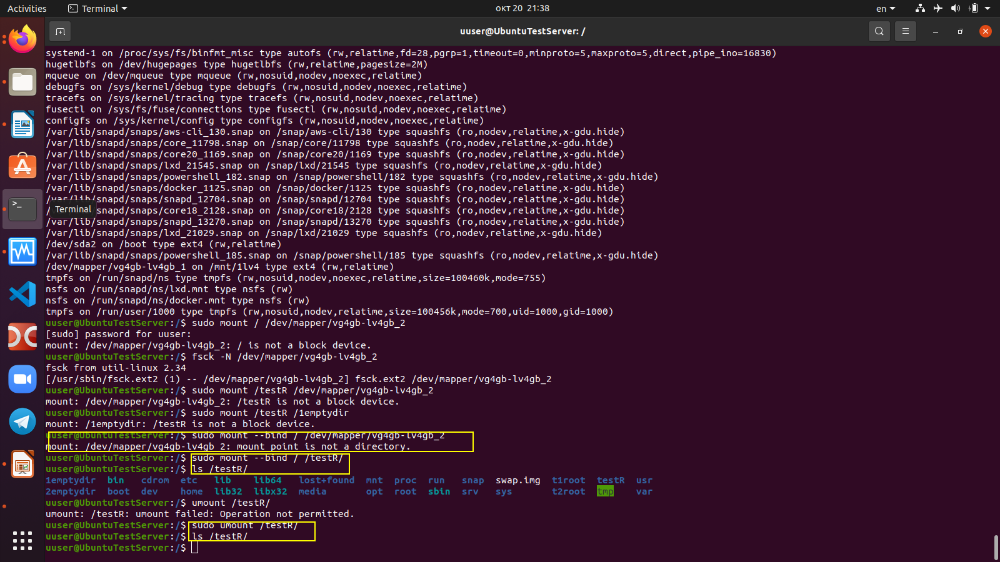 Activities
Terminal
окт 20 21:38
en
uuser@UbuntuTestServer: /
systemd-1 on /proc/sys/fs/binfmt_misc type autofs (rw,relatime,fd=28,pgrp=1,timeout=0,minproto=5,maxproto=5,direct,pipe_ino=16830)
hugetlbfs on /dev/hugepages type hugetlbfs (rw,relatime,pagesize=2M)
mqueue on /dev/mqueue type mqueue (rw,nosuid,nodev,noexec,relatime)
debugfs on /sys/kernel/debug type debugfs (rw,nosuid,nodev,noexec,relatime)
tracefs on /sys/kernel/tracing type tracefs (rw,nosuid,nodev,noexec,relatime)
fusectl on /sys/fs/fuse/connections type fusectl (rw,nosuid,nodev,noexec,relatime)
configfs on /sys/kernel/config type configfs (rw,nosuid,nodev,noexec,relatime)
/var/lib/snapd/snaps/aws-cli_130.snap on /snap/aws-cli/130 type squashfs (ro,nodev,relatime,x-gdu.hide)
/var/lib/snapd/snaps/core_11798.snap on /snap/core/11798 type squashfs (ro,nodev,relatime,x-gdu.hide)
/var/lib/snapd/snaps/core20_1169.snap on /snap/core20/1169 type squashfs (ro,nodev,relatime,x-gdu.hide)
/var/lib/snapd/snaps/lxd_21545.snap on /snap/lxd/21545 type squashfs (ro,nodev,relatime,x-gdu.hide)
/var/lib/snapd/snaps/powershell_182.snap on /snap/powershell/182 type squashfs (ro,nodev,relatime,x-gdu.hide)
/var/lib/snapd/snaps/docker_1125.snap on /snap/docker/1125 type squashfs (ro,nodev,relatime,x-gdu.hide)
/var/lib/snapd/snaps/snapd_12704.snap on /snap/snapd/12704 type squashfs (ro,nodev,relatime,x-gdu.hide)
Terminal
/snapd/snaps/core18_2128.snap on /snap/core18/2128 type squashfs (ro,nodev,relatime,x-gdu.hide)
/var/lib/snapd/snaps/snapd_13270.snap on /snap/snapd/13270 type squashfs (ro,nodev,relatime,x-gdu.hide)
/var/lib/snapd/snaps/lxd_21029.snap on /snap/lxd/21029 type squashfs (ro,nodev,relatime,x-gdu.hide)
/dev/sda2 on /boot type ext4 (rw,relatime)
/var/lib/snapd/snaps/powershell_185.snap on /snap/powershell/185 type squashfs (ro,nodev,relatime,x-gdu.hide)
/dev/mapper/vg4gb-lv4gb_1 on /mnt/1lv4 type ext4 (rw,relatime)
tmpfs on /run/snapd/ns type tmpfs (rw,nosuid,nodev,noexec,relatime,size=100460k,mode=755)
nsfs on /run/snapd/ns/lxd.mnt type nsfs (rw)
nsfs on /run/snapd/ns/docker.mnt type nsfs (rw)
tmpfs on /run/user/1000 type tmpfs (rw,nosuid,nodev,relatime,size=100456k,mode=700,uid=1000,gid=1000)
uuser@UbuntuTestServer:/$ sudo mount / /dev/mapper/vg4gb-lv4gb_2
[sudo] password for uuser:
mount: /dev/mapper/vg4gb-lv4gb_2: / is not a block device.
uuser@UbuntuTestServer:/$ fsck -N /dev/mapper/vg4gb-lv4gb_2
fsck from util-linux 2.34
[/usr/sbin/fsck.ext2 (1) -- /dev/mapper/vg4gb-lv4gb_2] fsck.ext2 /dev/mapper/vg4gb-lv4gb_2
uuser@UbuntuTestServer:/$ sudo mount /testR /dev/mapper/vg4gb-lv4gb_2
mount: /dev/mapper/vg4gb-lv4gb_2: /testR is not a block device.
uuser@UbuntuTestServer:/$ sudo mount /testR /1emptydir
mount: /1emptydir: /testR is not a block device.
uuser@UbuntuTestServer:/$ sudo mount --bind / /dev/mapper/vg4gb-lv4gb_2
mount: /dev/mapper/vg4gb-lv4gb_2: mount point is not a directory.
uuser@UbuntuTestServer:/$ sudo mount --bind / /testR/
uuser@UbuntuTestServer:/$ ls /testR/
1emptydir bin cdrom etc lib lib64 lost+found mnt proc run snap swap.img t1root testR usr
2emptydir boot dev home lib32 libx32 media opt root sbin srv sys t2root tmp var
uuser@UbuntuTestServer:/$ umount /testR/
umount: /testR: umount failed: Operation not permitted.
uuser@UbuntuTestServer:/$ sudo umount /testR/
uuser@UbuntuTestServer:/$ ls /testR/
uuser@UbuntuTestServer:/$